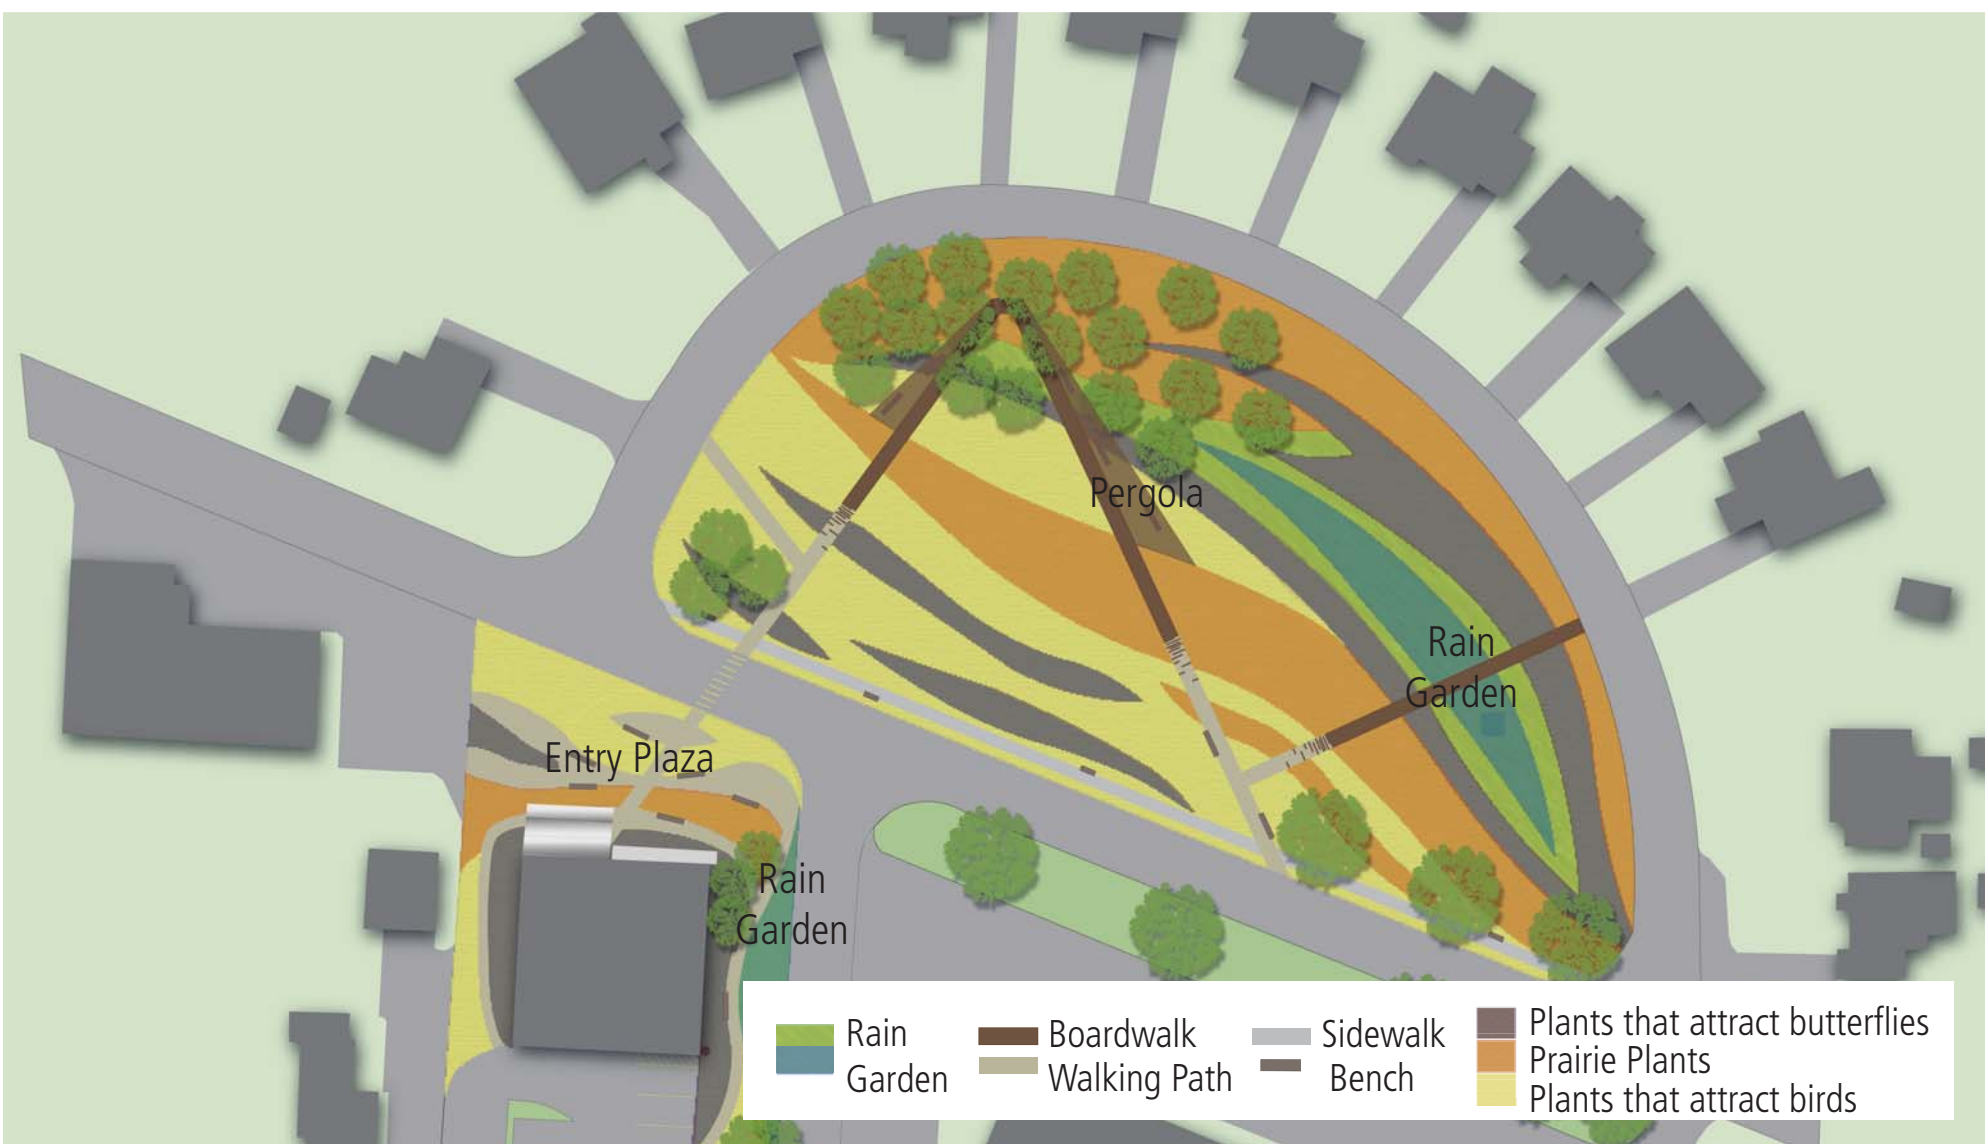 Pergola
Rain
Garden
Entry Plaza
Rain
Garden
Rain
Garden
Boardwalk
Walking Path
Sidewalk
Bench
Plants that attract butterflies
Prairie Plants
Plants that attract birds